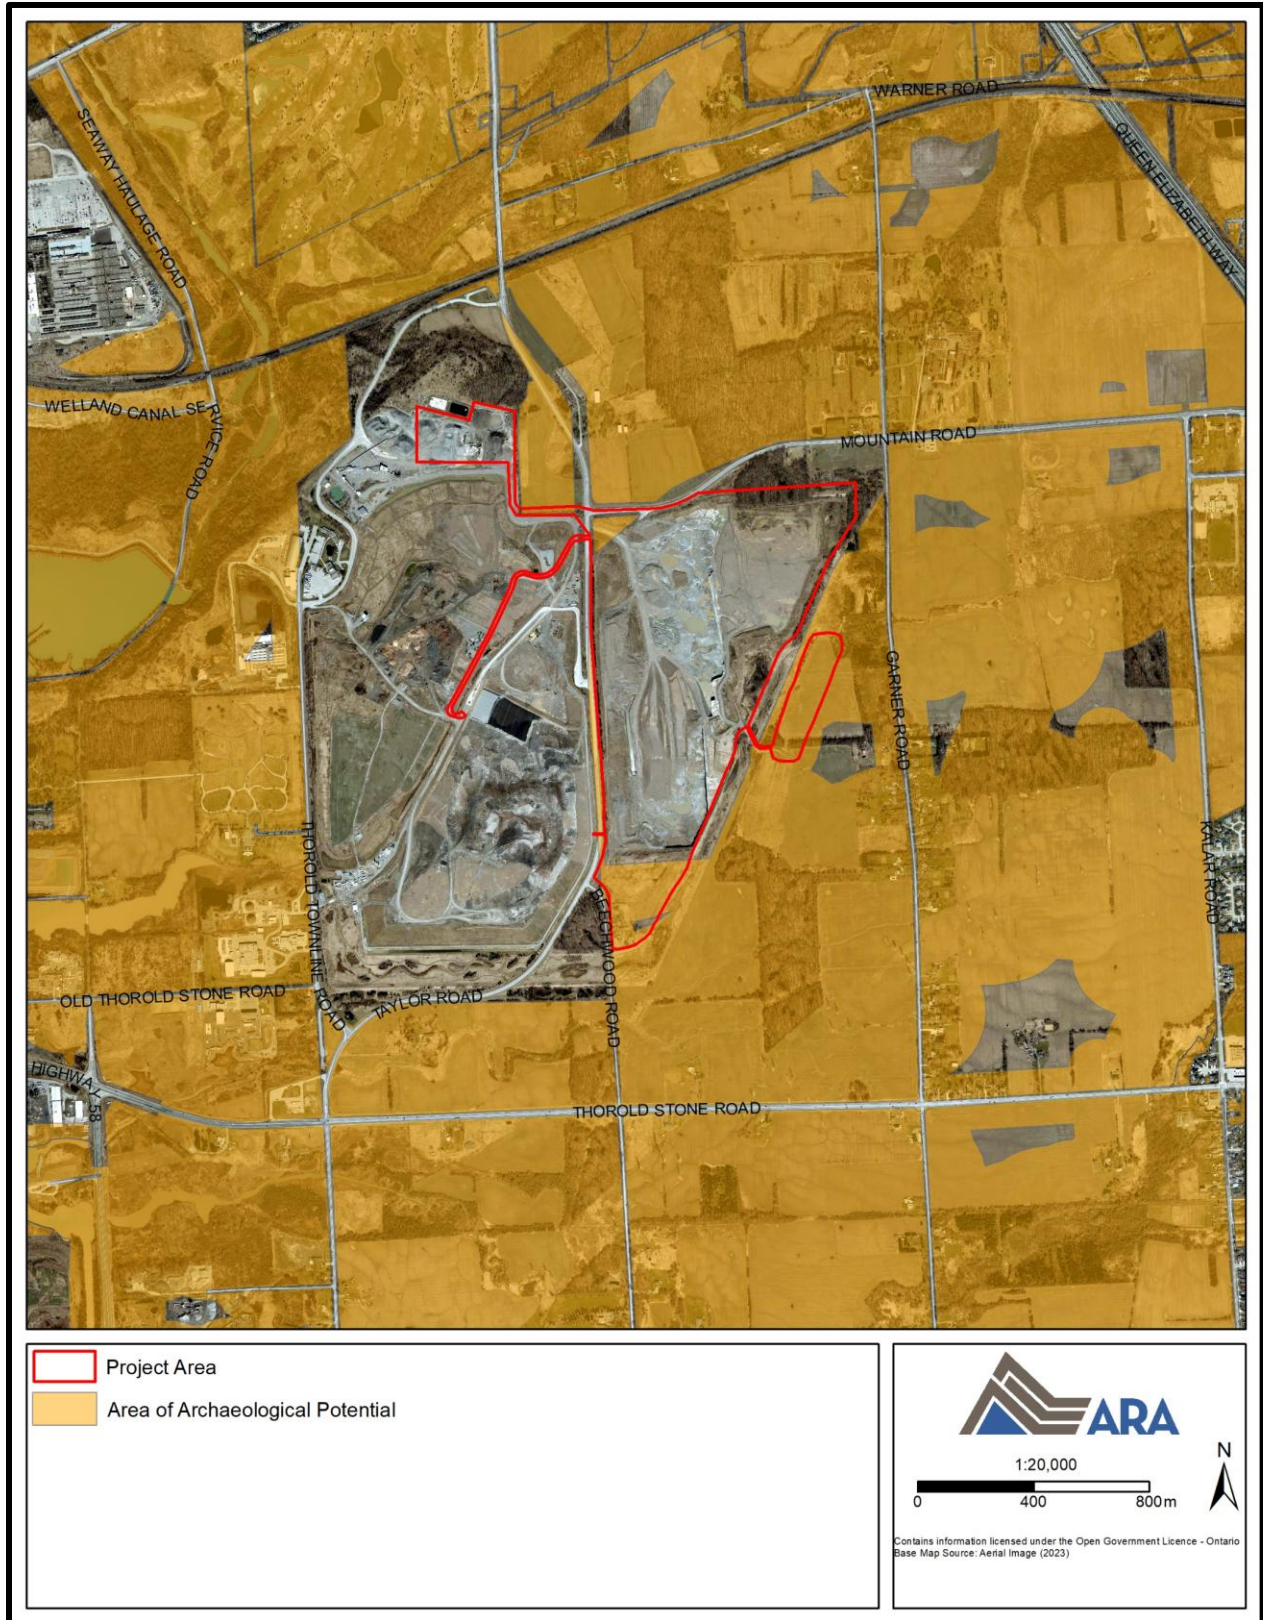 WARNER ROAD
SEAWAY HAULAGE ROAD
QUEEN ELIZABETH WAY
WELLAND CANAL SERVICE ROAD
MOUNTAIN ROAD
GARNER ROAD
KALAR ROAD
THOROLD TOWNLINE ROAD
BEECHWOOD ROAD
OLD THOROLD STONE ROAD
TAYLOR ROAD
HIGHWAY 58
THOROLD STONE ROAD
Project Area
Area of Archaeological Potential
ARA
N
1:20,000
0 400 800m
Contains information licensed under the Open Government Licence - Ontario
Base Map Source: Aerial Image (2023)